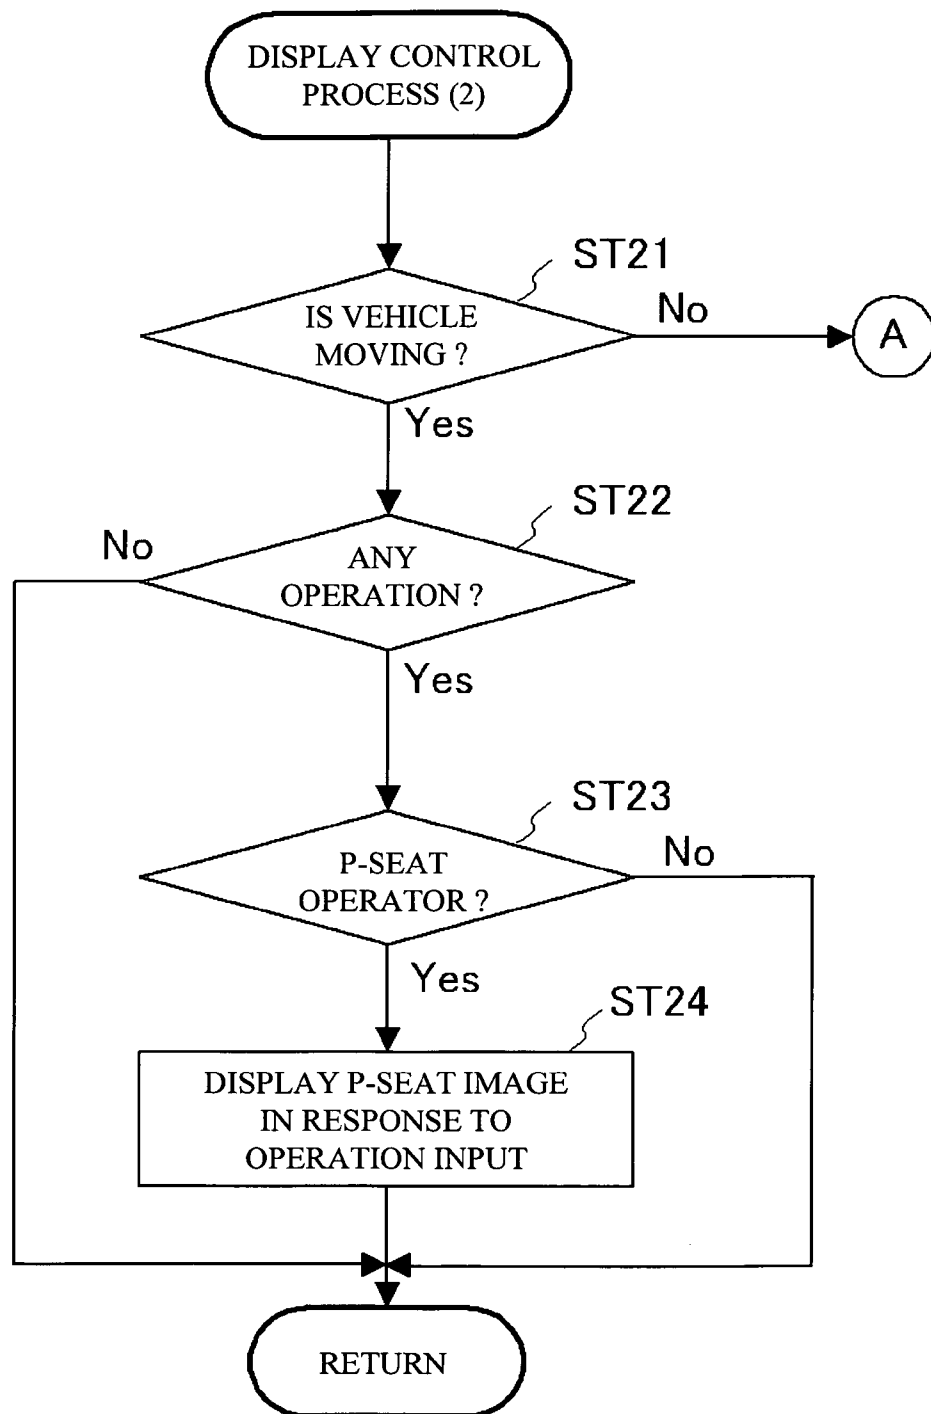 DISPLAY CONTROL
PROCESS (2)
ST21
IS VEHICLE
MOVING ?
No
A
Yes
ST22
No
ANY
OPERATION ?
Yes
ST23
P-SEAT
OPERATOR ?
No
Yes
ST24
DISPLAY P-SEAT IMAGE
IN RESPONSE TO
OPERATION INPUT
RETURN